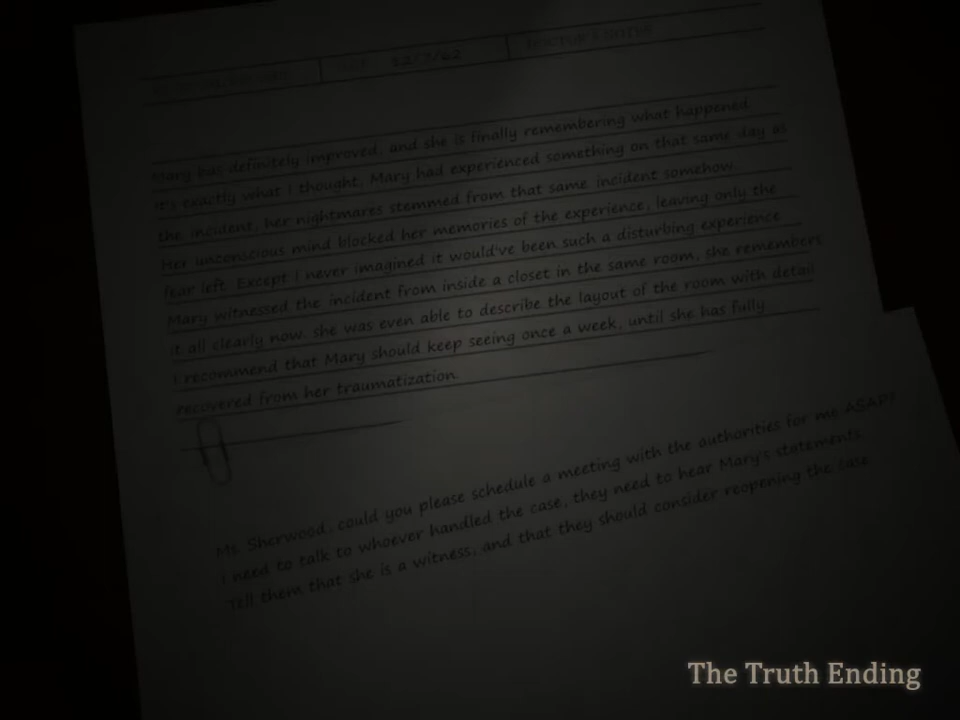 12/3/62 DOCTOR'S NOTES
Mary has definitely improved, and she is finally remembering what happened.
It's exactly what I thought, Mary had experienced something on that same day as
the incident, her nightmares stemmed from that same incident somehow.
Her unconscious mind blocked her memories of the experience, leaving only the
fear left. Except I never imagined it would've been such a disturbing experience
Mary witnessed the incident from inside a closet in the same room, she remembers
it all clearly now. she was even able to describe the layout of the room with detail
I recommend that Mary should keep seeing once a week, until she has fully
recovered from her traumatization.
Ms. Sherwood, could you please schedule a meeting with the authorities for me ASAP?
I need to talk to whoever handled the case, they need to hear Mary's statements.
Tell them that she is a witness, and that they should consider reopening the case.
The Truth Ending